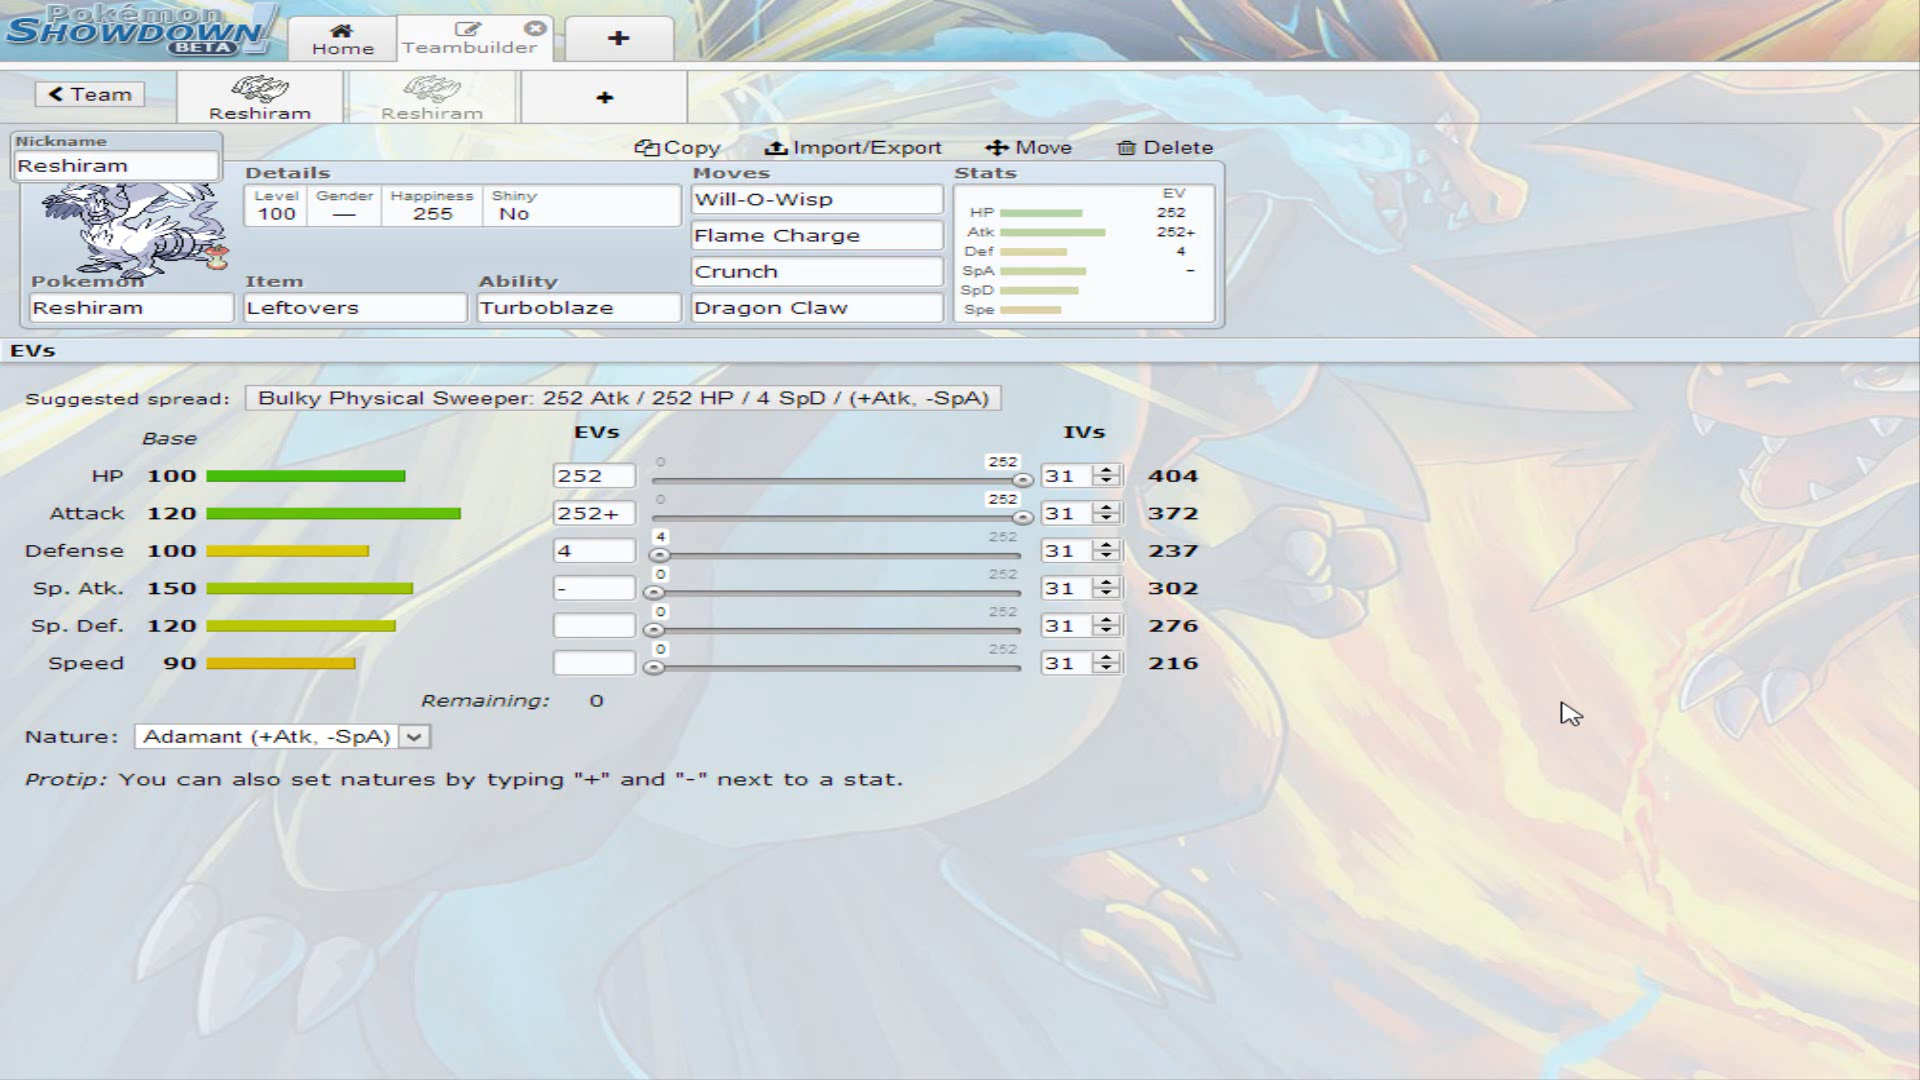 Pokémon
Showdown!
BETA
Home
Teambuilder
+
< Team
Reshiram
Reshiram
+
Nickname
Reshiram
Copy
Import/Export
Move
Delete
Details
Level
100
Gender
—
Happiness
255
Shiny
No
Pokemon
Reshiram
Item
Leftovers
Ability
Turboblaze
Moves
Will-O-Wisp
Flame Charge
Crunch
Dragon Claw
Stats
EV
HP 252
Atk 252+
Def 4
SpA -
SpD
Spe
EVs
Suggested spread: Bulky Physical Sweeper: 252 Atk / 252 HP / 4 SpD / (+Atk, -SpA)
Base EVs IVs
HP 100 252 0 252 31 404
Attack 120 252+ 0 252 31 372
Defense 100 4 4 252 31 237
Sp. Atk. 150 - 0 252 31 302
Sp. Def. 120 0 252 31 276
Speed 90 0 252 31 216
Remaining: 0
Nature: Adamant (+Atk, -SpA)
Protip: You can also set natures by typing "+" and "-" next to a stat.